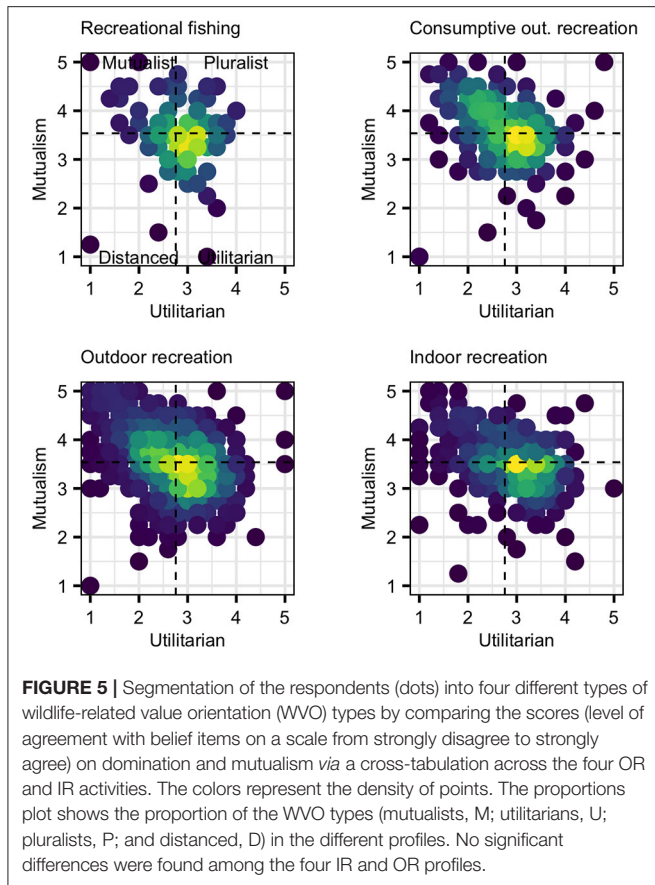 Recreational fishing
Consumptive out. recreation
5
4
3
2
1
Mutualism
Mutualist
Pluralist
Distanced
Utilitarian
1 2 3 4 5
Utilitarian
5
4
3
2
1
Mutualism
1 2 3 4 5
Utilitarian
Outdoor recreation
Indoor recreation
5
4
3
2
1
Mutualism
1 2 3 4 5
Utilitarian
5
4
3
2
1
Mutualism
1 2 3 4 5
Utilitarian
FIGURE 5 | Segmentation of the respondents (dots) into four different types of
wildlife-related value orientation (WVO) types by comparing the scores (level of
agreement with belief items on a scale from strongly disagree to strongly
agree) on domination and mutualism via a cross-tabulation across the four OR
and IR activities. The colors represent the density of points. The proportions
plot shows the proportion of the WVO types (mutualists, M; utilitarians, U;
pluralists, P; and distanced, D) in the different profiles. No significant
differences were found among the four IR and OR profiles.